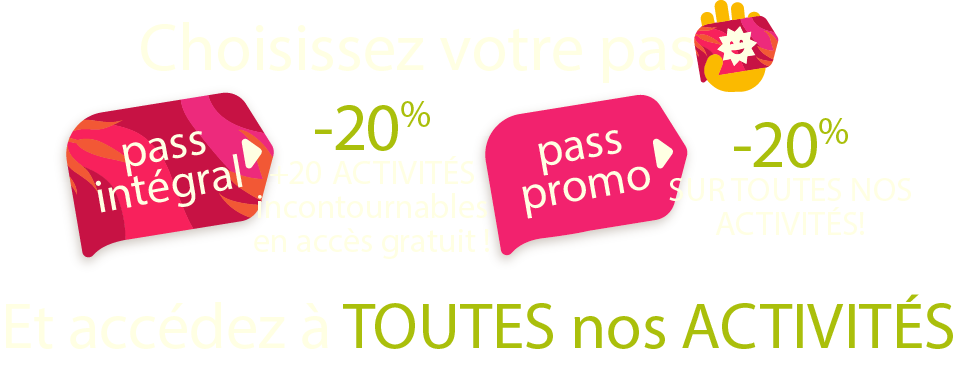 Choisissez votre pas
pass
intégral
-20%
+20 ACTIVITÉS
incontournables
en accès gratuit !
pass
promo
-20%
SUR TOUTES NOS
ACTIVITÉS!
Et accédez à TOUTES nos ACTIVITÉS